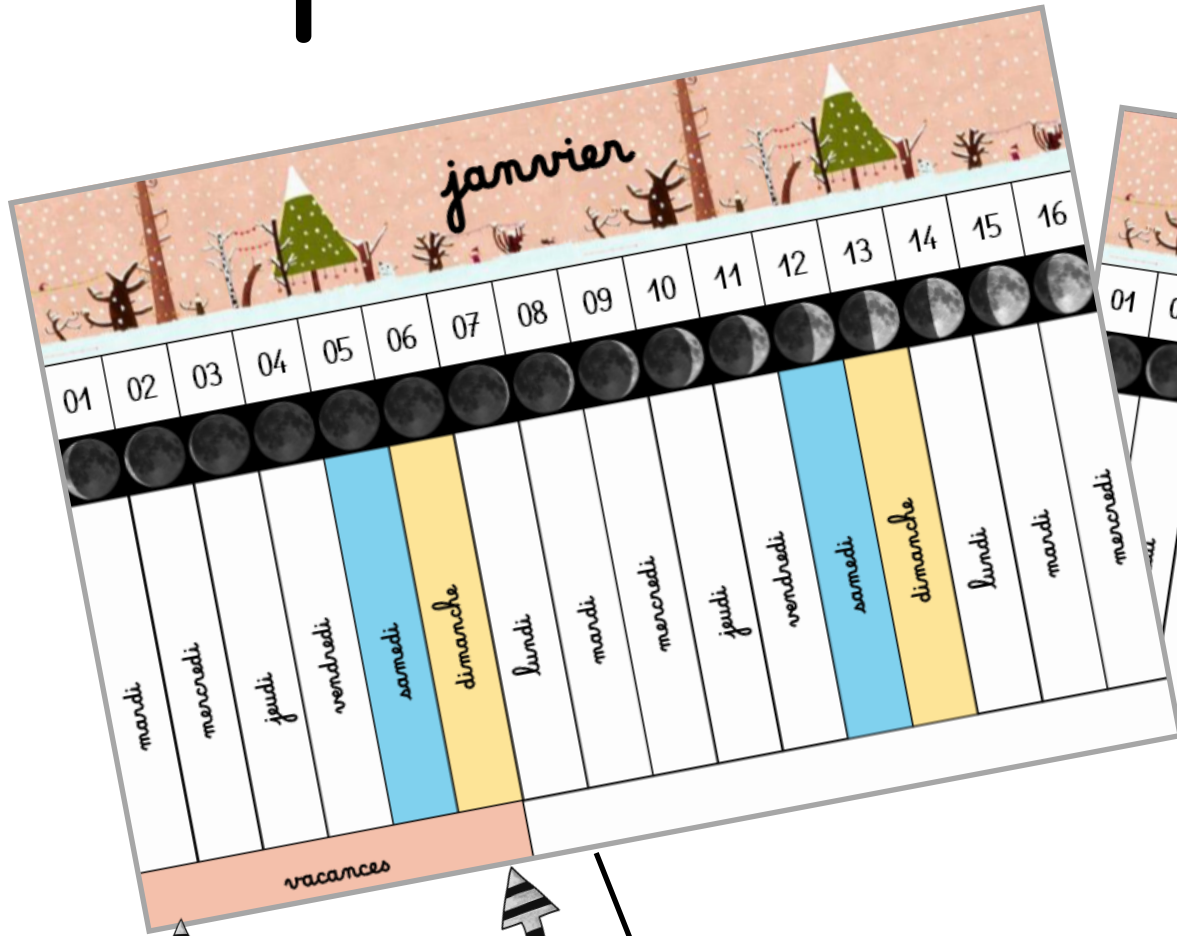 janvier
01 02 03 04 05 06 07 08 09 10 11 12 13 14 15 16
mardi mercredi jeudi vendredi samedi dimanche lundi mardi mercredi jeudi vendredi samedi dimanche lundi mardi mercredi
vacances
01